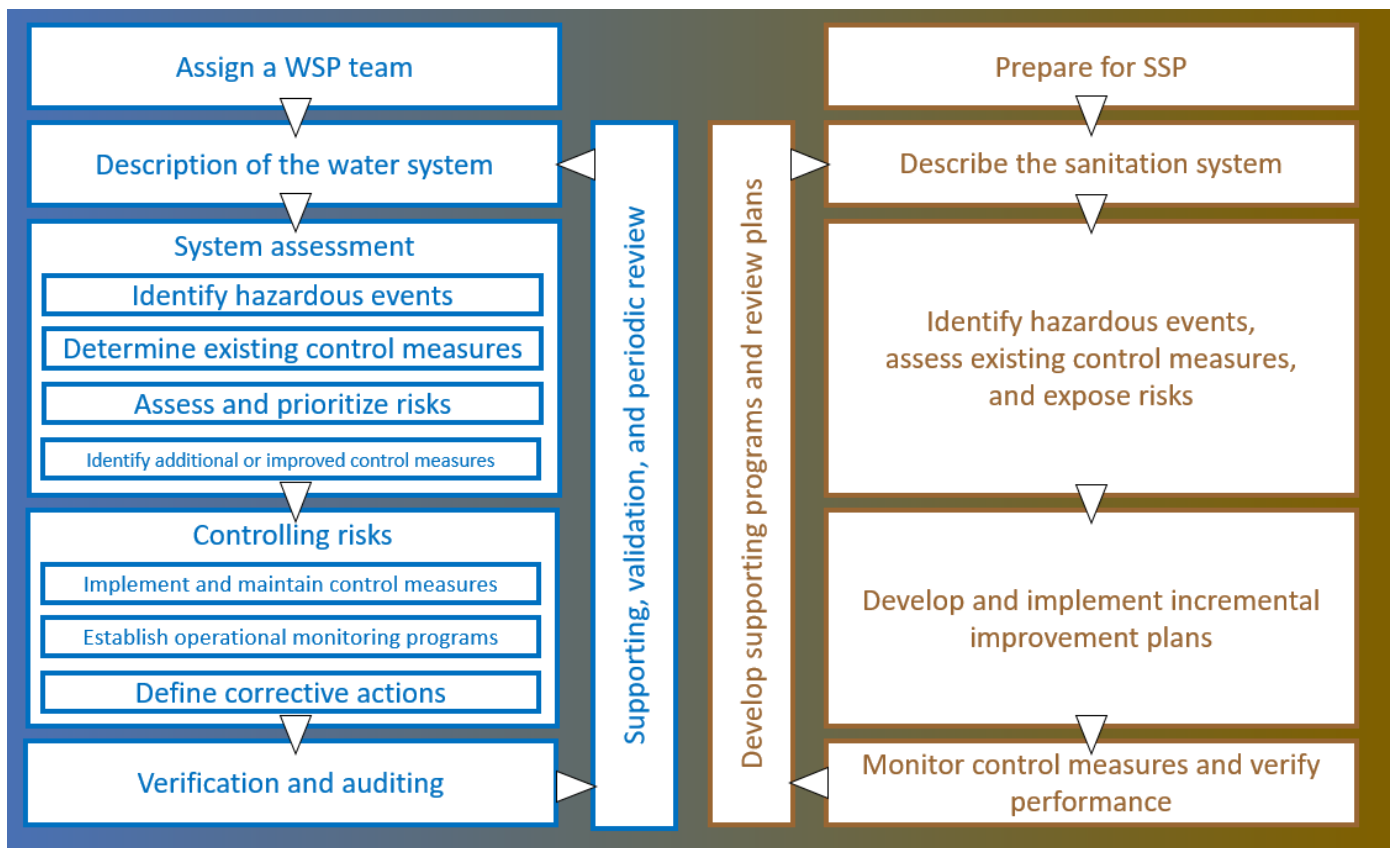 Assign a WSP team
Description of the water system
System assessment
Identify hazardous events
Determine existing control measures
Assess and prioritize risks
Identify additional or improved control measures
Controlling risks
Implement and maintain control measures
Establish operational monitoring programs
Define corrective actions
Verification and auditing
Supporting, validation, and periodic review
Develop supporting programs and review plans
Prepare for SSP
Describe the sanitation system
Identify hazardous events,
assess existing control measures,
and expose risks
Develop and implement incremental
improvement plans
Monitor control measures and verify
performance